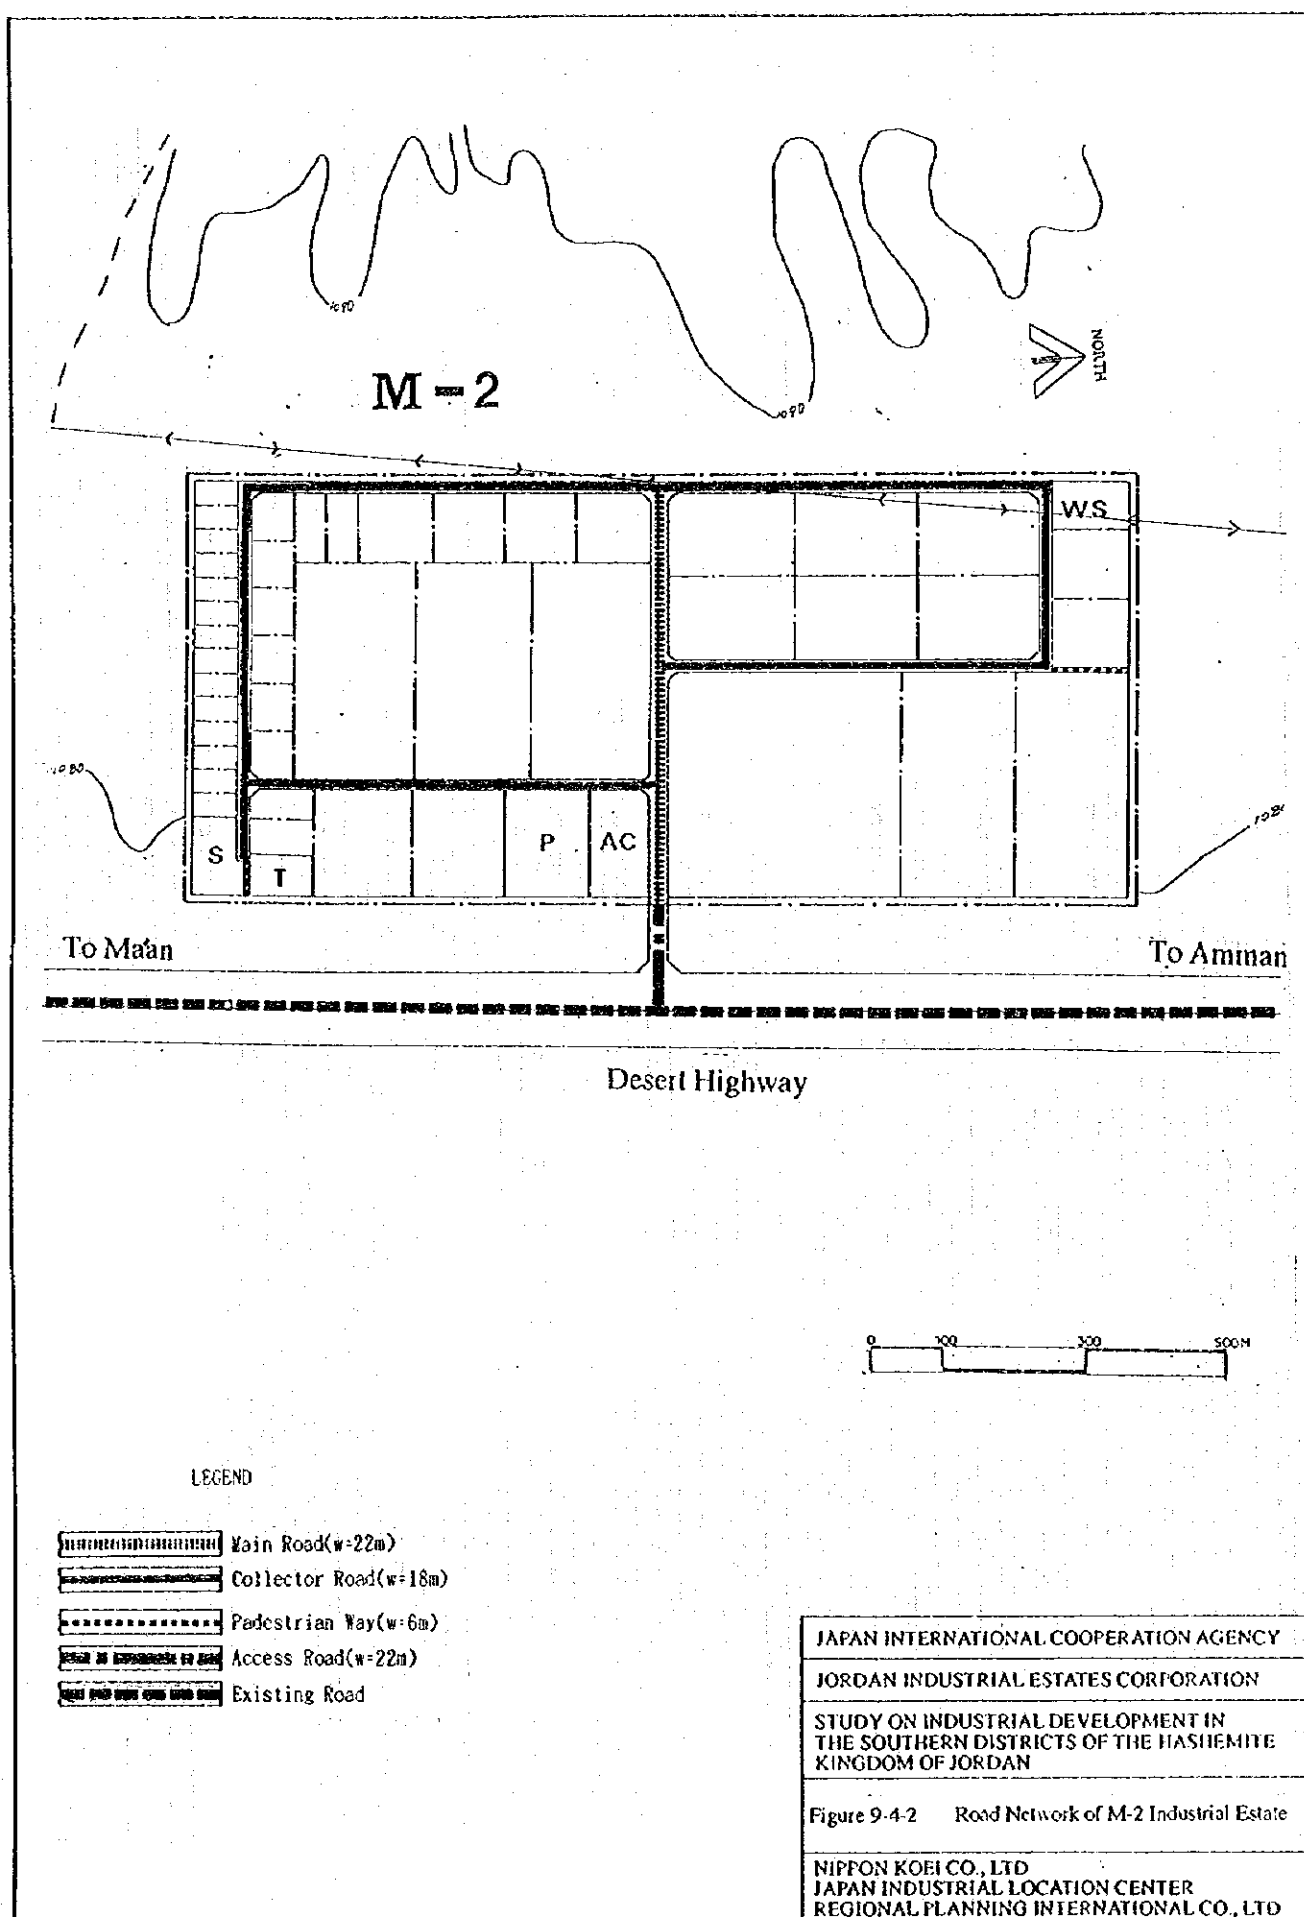 1080
NORTH
M-2
1080
WS
1080
P
AC
S
T
To Ma'an
To Amman
Desert Highway
0 100 300 500M
LEGEND
Main Road(w=22m)
Collector Road(w=18m)
Padestrian Way(w=6m)
Access Road(w=22m)
Existing Road
JAPAN INTERNATIONAL COOPERATION AGENCY
JORDAN INDUSTRIAL ESTATES CORPORATION
STUDY ON INDUSTRIAL DEVELOPMENT IN
THE SOUTHERN DISTRICTS OF THE HASHEMITE
KINGDOM OF JORDAN
Figure 9-4-2 Road Network of M-2 Industrial Estate
NIPPON KOEI CO., LTD
JAPAN INDUSTRIAL LOCATION CENTER
REGIONAL PLANNING INTERNATIONAL CO., LTD